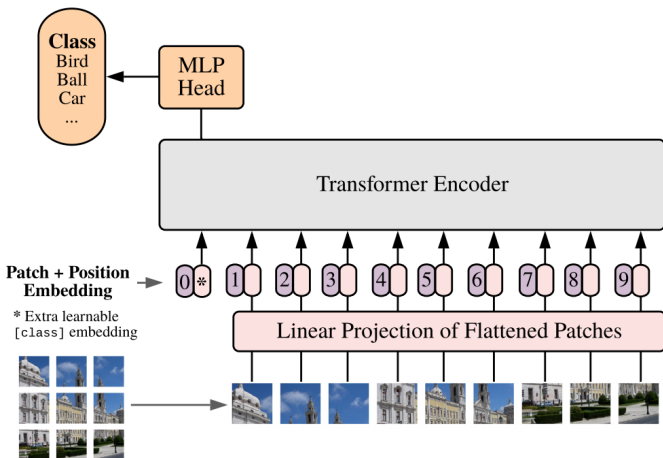 Class
Bird
Ball
Car
...
MLP
Head
Transformer Encoder
Patch + Position
Embedding
0 * 1 2 3 4 5 6 7 8 9
* Extra learnable
[class] embedding
Linear Projection of Flattened Patches